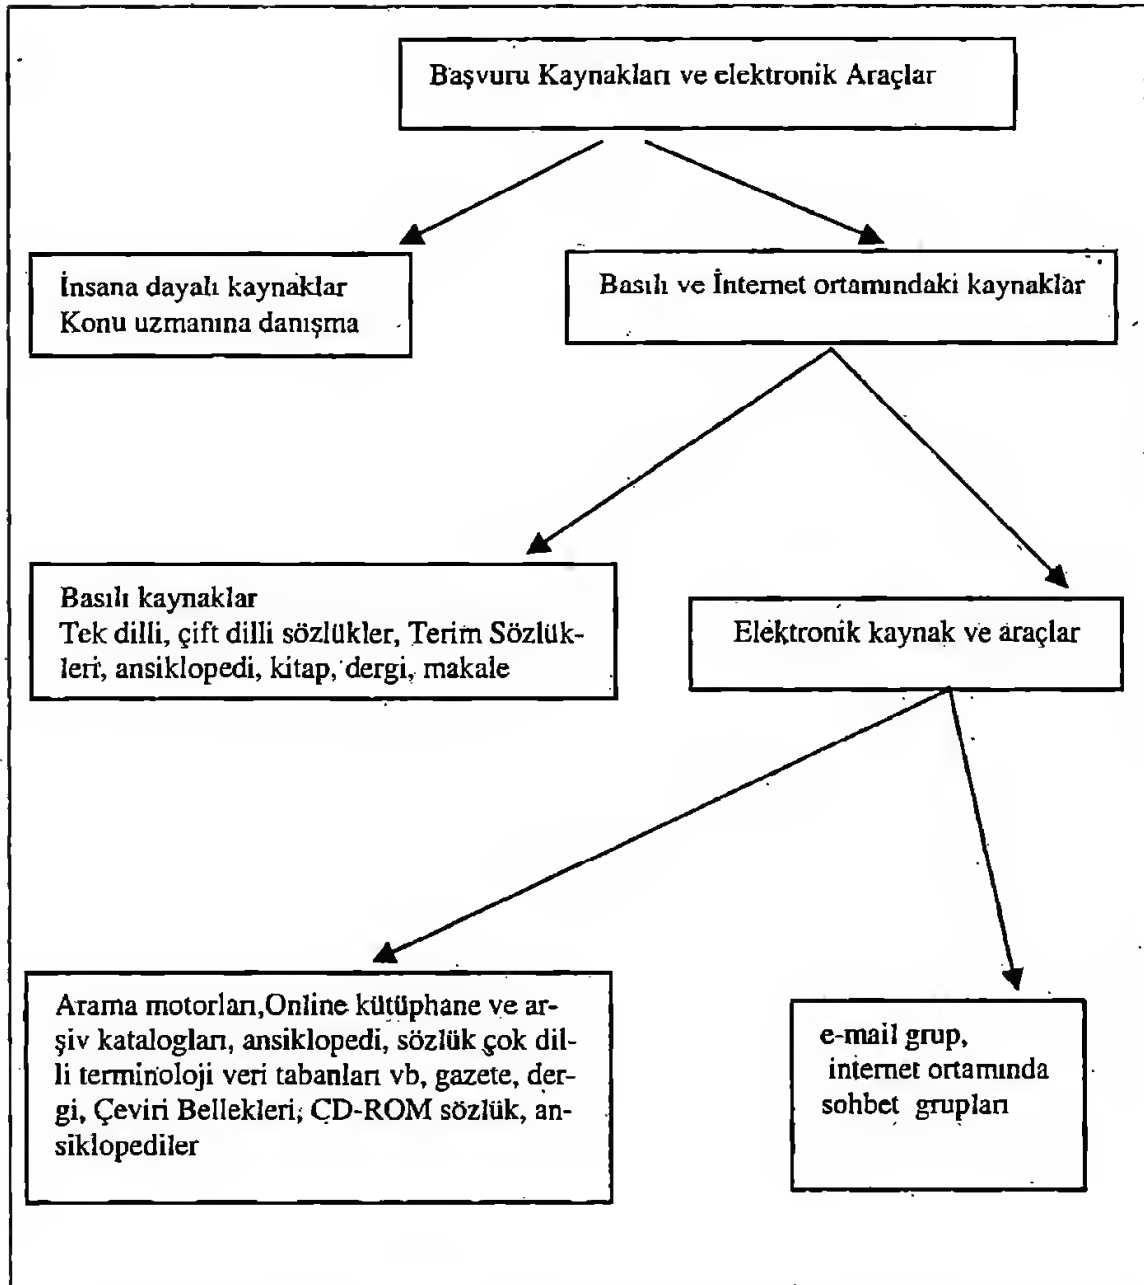 Başvuru Kaynakları ve elektronik Araçlar
İnsana dayalı kaynaklar
Konu uzmanına danışma
Basılı ve İnternet ortamındaki kaynaklar
Basılı kaynaklar
Tek dilli, çift dilli sözlükler, Terim Sözlük-
leri, ansiklopedi, kitap, dergi, makale
Elektronik kaynak ve araçlar
Arama motorları,Online kütüphane ve ar-
şiv katalogları, ansiklopedi, sözlük çok dil-
li terminoloji veri tabanları vb, gazete, der-
gi, Çeviri Bellekleri, CD-ROM sözlük, an-
siklopediler
e-mail grup,
internet ortamında
sohbet grupları